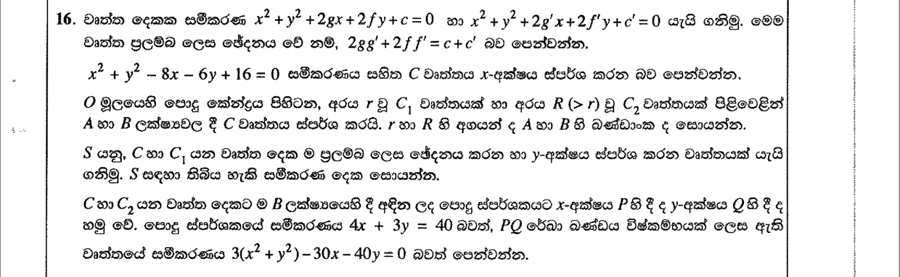 16. වෘත්ත දෙකක සමීකරණ x² + y² + 2gx + 2fy + c = 0 හා x² + y² + 2g′x + 2f′y + c′ = 0 යැයි ගනිමු. මෙම
වෘත්ත ප්‍රලම්බ ලෙස ඡේදනය වේ නම්, 2gg′ + 2ff′ = c + c′ බව පෙන්වන්න.
x² + y² − 8x − 6y + 16 = 0 සමීකරණය සහිත C වෘත්තය x-අක්ෂය ස්පර්ශ කරන බව පෙන්වන්න.
O මූලයෙහි පොදු කේන්ද්‍රය පිහිටන, අරය r වූ C₁ වෘත්තයක් හා අරය R (> r) වූ C₂ වෘත්තයක් පිළිවෙළින්
A හා B ලක්ෂ්‍යවල දී C වෘත්තය ස්පර්ශ කරයි. r හා R හි අගයන් ද A හා B හි ඛණ්ඩාංක ද සොයන්න.
S යනු, C හා C₁ යන වෘත්ත දෙක ම ප්‍රලම්බ ලෙස ඡේදනය කරන හා y-අක්ෂය ස්පර්ශ කරන වෘත්තයක් යැයි
ගනිමු. S සඳහා තිබිය හැකි සමීකරණ දෙක සොයන්න.
C හා C₂ යන වෘත්ත දෙකට ම B ලක්ෂ්‍යයෙහි දී අඳින ලද පොදු ස්පර්ශකයට x-අක්ෂය P හි දී ද y-අක්ෂය Q හි දී ද
හමු වේ. පොදු ස්පර්ශකයේ සමීකරණය 4x + 3y = 40 බවත්, PQ රේඛා ඛණ්ඩය විෂ්කම්භයක් ලෙස ඇති
වෘත්තයේ සමීකරණය 3(x² + y²) − 30x − 40y = 0 බවත් පෙන්වන්න.